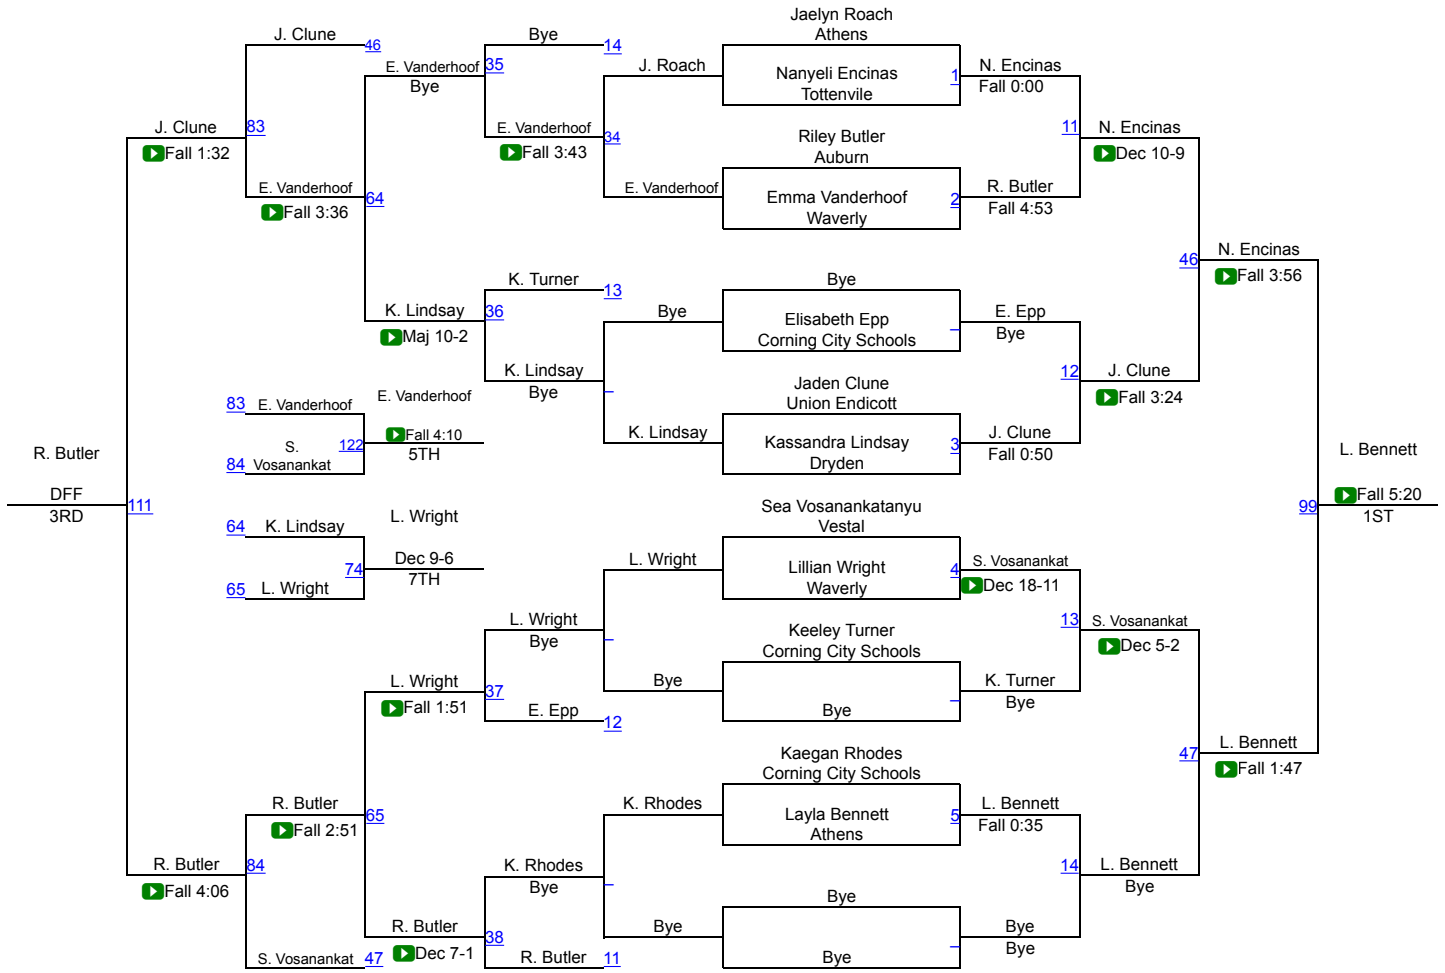 Jaelyn Roach
Athens
J. Clune
46
Bye
14
E. Vanderhoof
35
Bye
J. Roach
Nanyeli Encinas
Tottenvile
1
N. Encinas
Fall 0:00
J. Clune
83
Fall 1:32
E. Vanderhoof
34
Fall 3:43
Riley Butler
Auburn
11
N. Encinas
Dec 10-9
E. Vanderhoof
64
Fall 3:36
E. Vanderhoof
Emma Vanderhoof
Waverly
2
R. Butler
Fall 4:53
46
N. Encinas
Fall 3:56
K. Turner
13
Bye
K. Lindsay
36
Maj 10-2
Bye
Elisabeth Epp
Corning City Schools
E. Epp
Bye
K. Lindsay
Bye
Jaden Clune
Union Endicott
12
J. Clune
Fall 3:24
83
E. Vanderhoof
E. Vanderhoof
S.
Vosanankat
84
122
Fall 4:10
5TH
K. Lindsay
Kassandra Lindsay
Dryden
3
J. Clune
Fall 0:50
R. Butler
DFF
3RD
111
L. Bennett
99
Fall 5:20
1ST
64
K. Lindsay
L. Wright
65
L. Wright
74
Dec 9-6
7TH
Sea Vosanankatanyu
Vestal
L. Wright
Lillian Wright
Waverly
4
S. Vosanankat
Dec 18-11
L. Wright
Bye
Keeley Turner
Corning City Schools
13
S. Vosanankat
Dec 5-2
L. Wright
37
Fall 1:51
Bye
Bye
K. Turner
Bye
E. Epp
12
Kaegan Rhodes
Corning City Schools
47
L. Bennett
Fall 1:47
R. Butler
65
Fall 2:51
K. Rhodes
Layla Bennett
Athens
5
L. Bennett
Fall 0:35
R. Butler
84
Fall 4:06
K. Rhodes
Bye
14
L. Bennett
Bye
Bye
R. Butler
38
Dec 7-1
Bye
Bye
Bye
Bye
S. Vosanankat
47
R. Butler
11